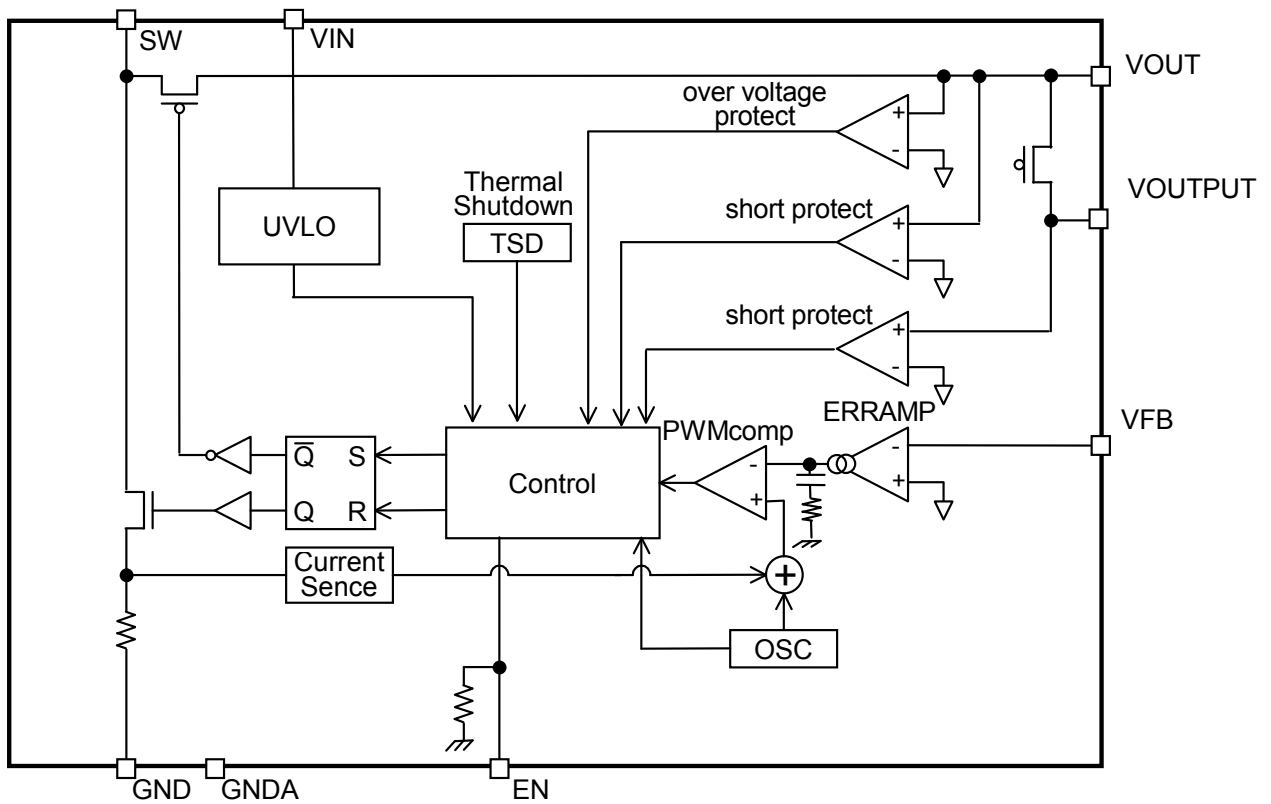 SW
VIN
VOUT
over voltage
protect
+
-
VOUTPUT
Thermal
Shutdown
TSD
UVLO
short protect
+
-
short protect
+
-
ERRAMP
VFB
PWMcomp
-
+
-
+
Control
Q̅ S
Q R
Current
Sence
+
OSC
GND
GNDA
EN